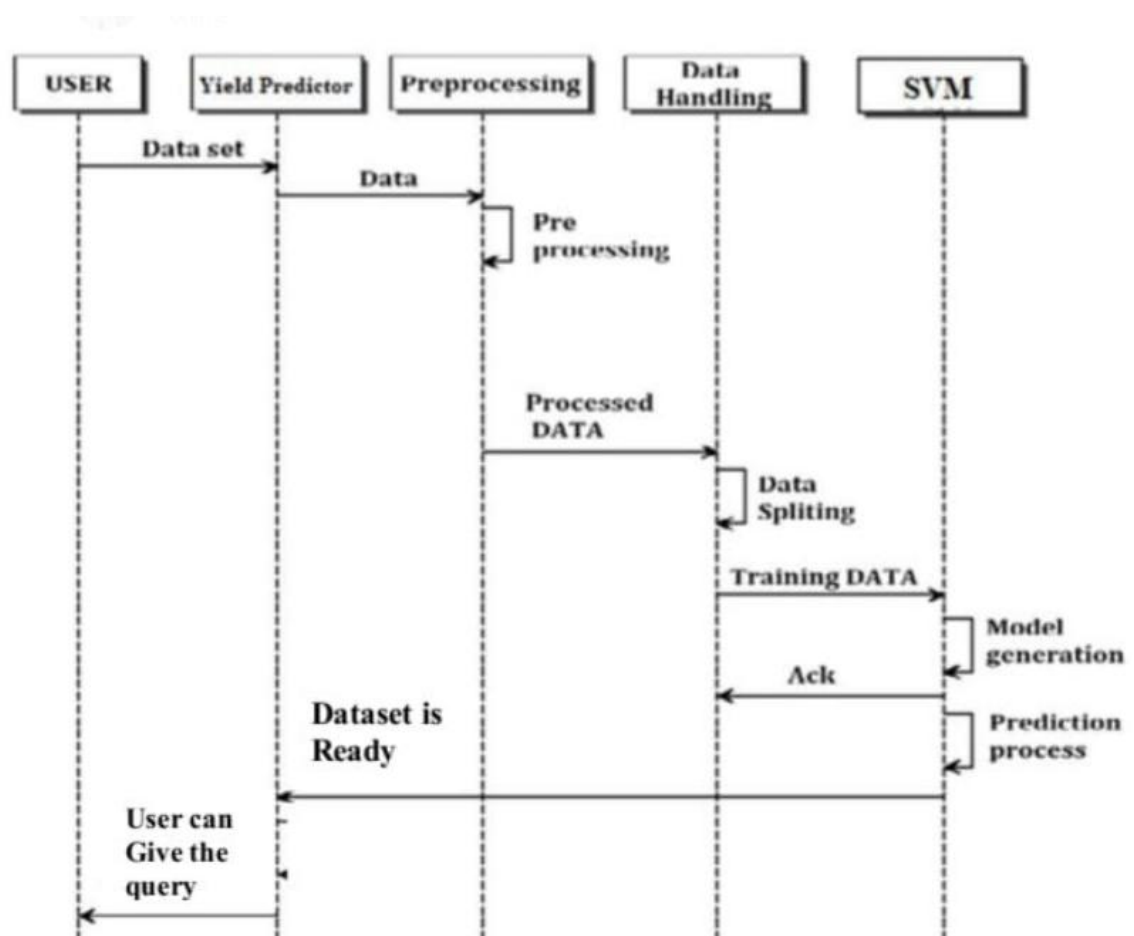 USER
Yield Predictor
Preprocessing
Data
Handling
SVM
Data set
Data
Pre
processing
Processed
DATA
Data
Spliting
Training DATA
Model
generation
Ack
Dataset is
Ready
Prediction
process
User can
Give the
query